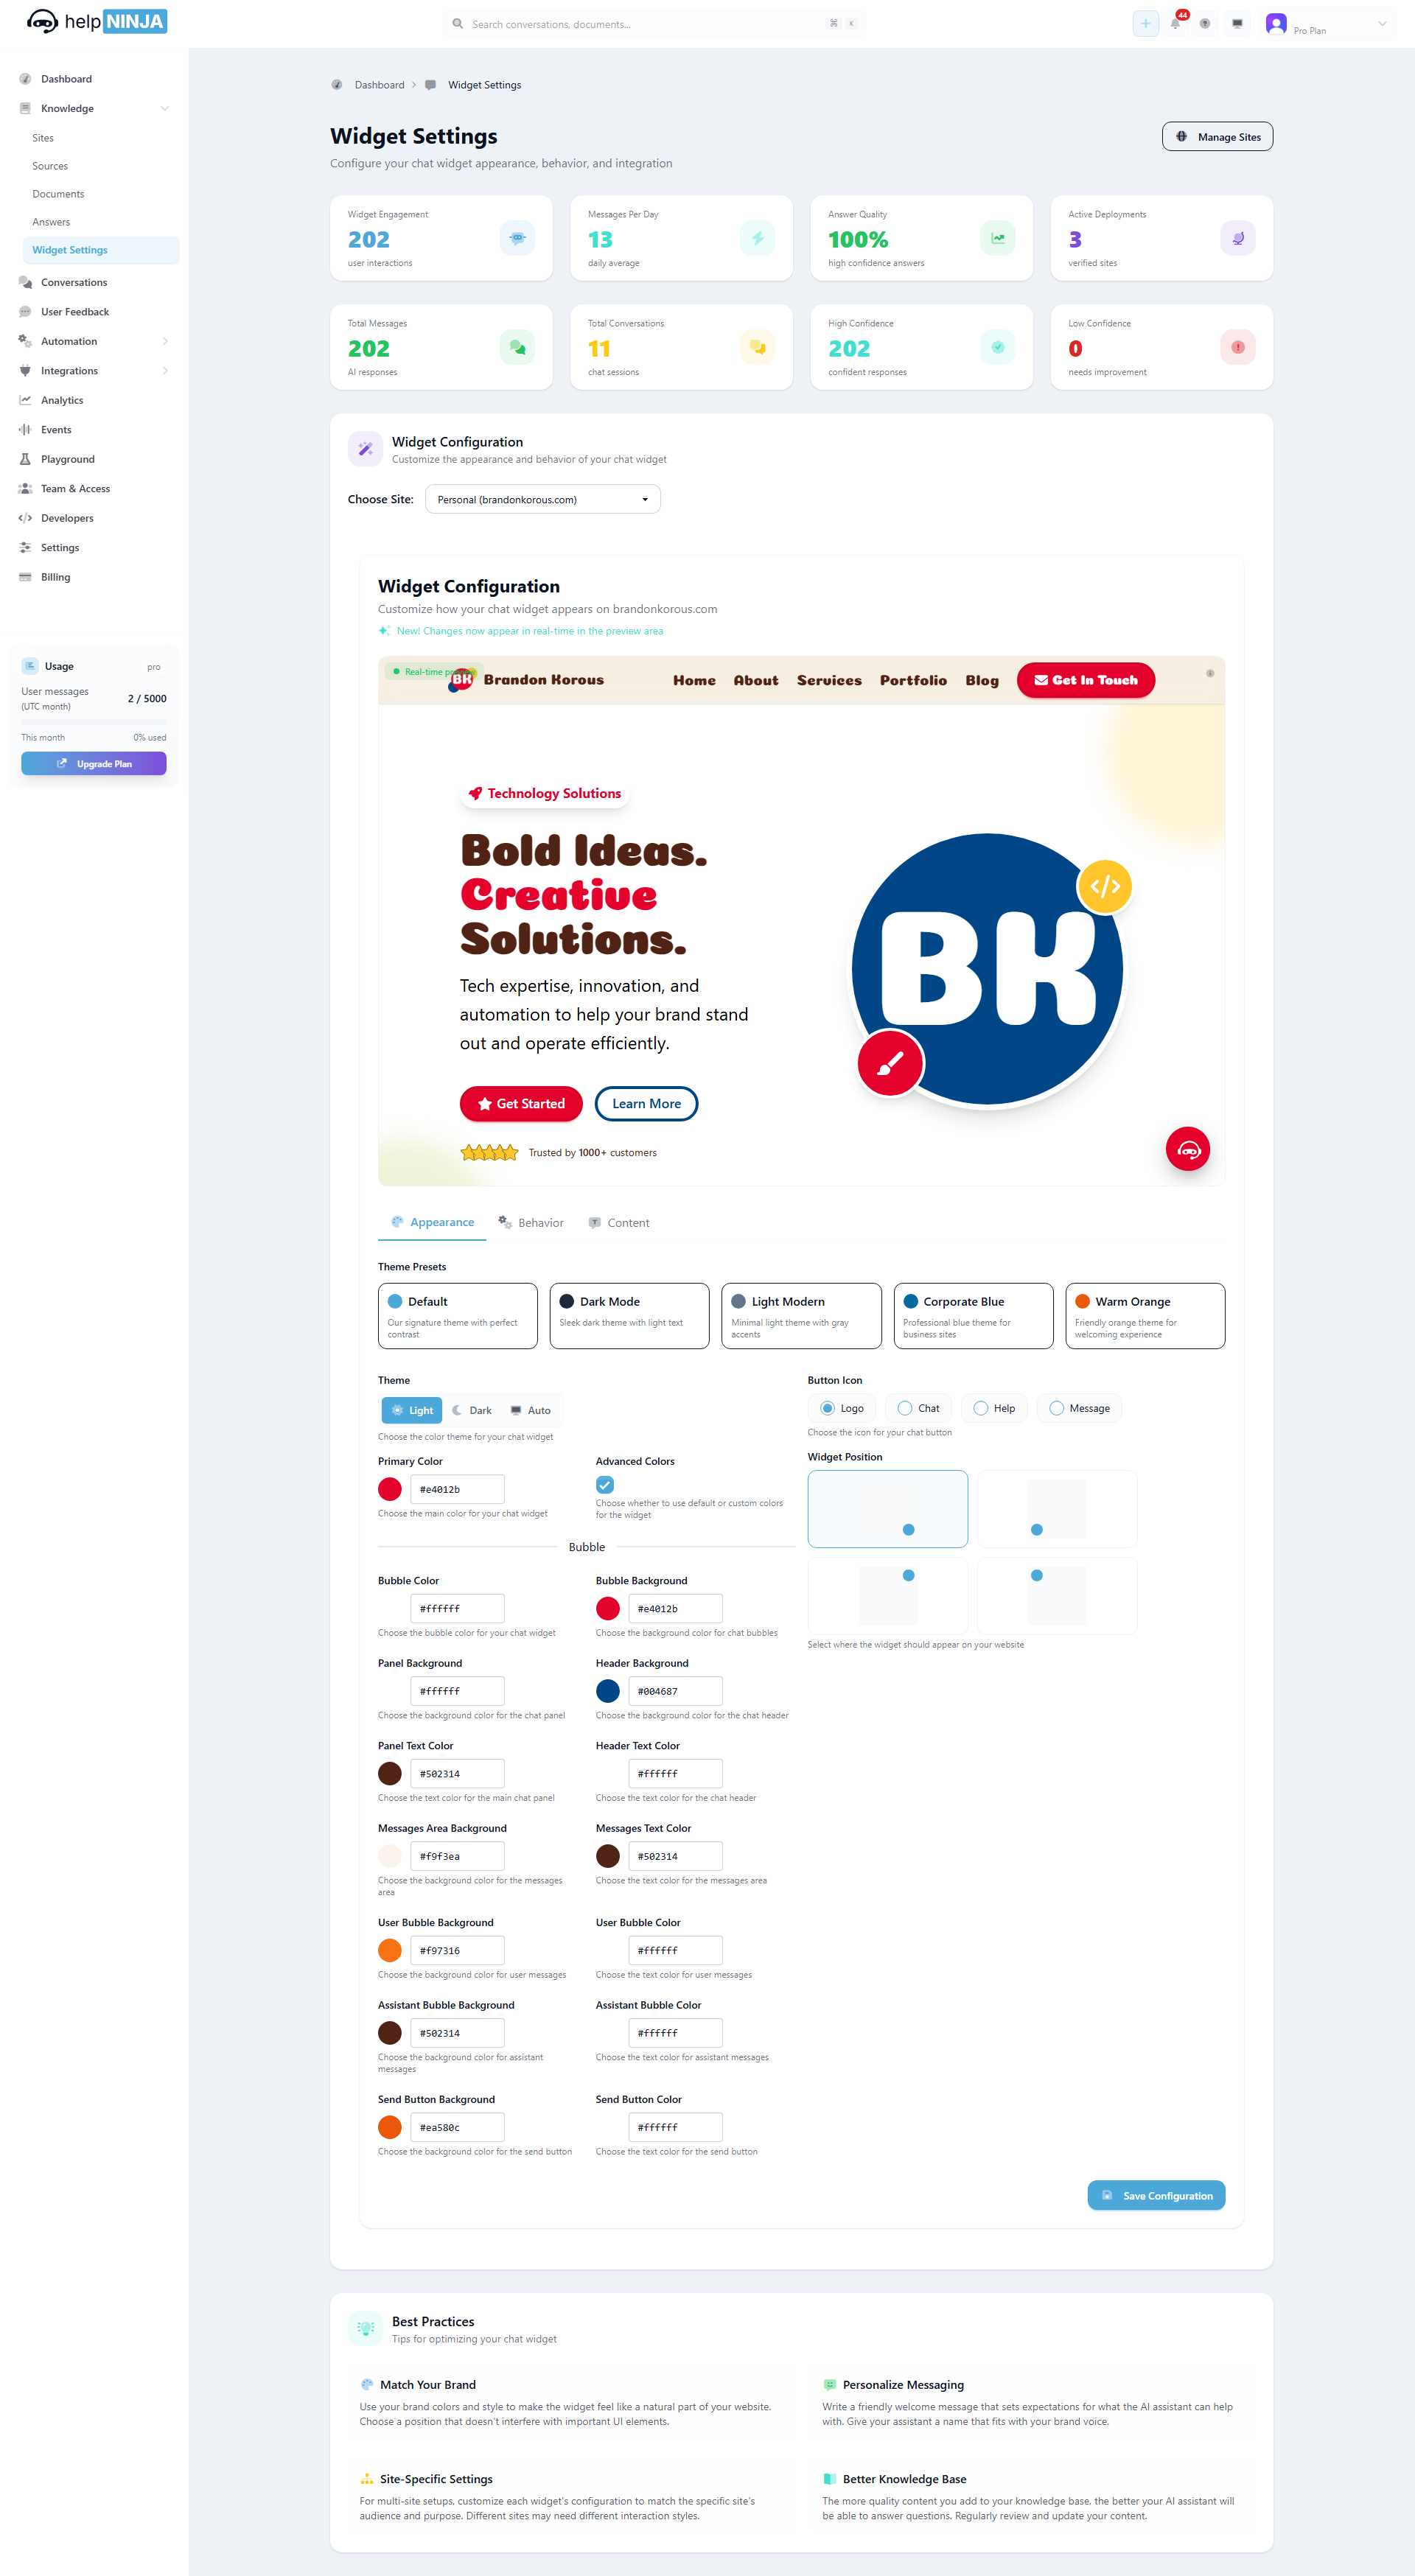 help NINJA
Search conversations, documents...
⌘ K
44
Pro Plan
Dashboard
Knowledge
Sites
Sources
Documents
Answers
Widget Settings
Conversations
User Feedback
Automation
Integrations
Analytics
Events
Playground
Team & Access
Developers
Settings
Billing
Usage
pro
User messages
(UTC month)
2 / 5000
This month
0% used
Upgrade Plan
Dashboard
Widget Settings
Widget Settings
Configure your chat widget appearance, behavior, and integration
Manage Sites
Widget Engagement
202
user interactions
Messages Per Day
13
daily average
Answer Quality
100%
high confidence answers
Active Deployments
3
verified sites
Total Messages
202
AI responses
Total Conversations
11
chat sessions
High Confidence
202
confident responses
Low Confidence
0
needs improvement
Widget Configuration
Customize the appearance and behavior of your chat widget
Choose Site:
Personal (brandonkorous.com)
Widget Configuration
Customize how your chat widget appears on brandonkorous.com
New! Changes now appear in real-time in the preview area
Real-time
BK
Brandon Korous
Home
About
Services
Portfolio
Blog
Get In Touch
Technology Solutions
Bold Ideas.
Creative
Solutions.
Tech expertise, innovation, and
automation to help your brand stand
out and operate efficiently.
BK
Get Started
Learn More
Trusted by 1000+ customers
Appearance
Behavior
Content
Theme Presets
Default
Our signature theme with perfect
contrast
Dark Mode
Sleek dark theme with light text
Light Modern
Minimal light theme with gray
accents
Corporate Blue
Professional blue theme for
business sites
Warm Orange
Friendly orange theme for
welcoming experience
Theme
Light
Dark
Auto
Choose the color theme for your chat widget
Button Icon
Logo
Chat
Help
Message
Choose the icon for your chat button
Primary Color
#e4012b
Choose the main color for your chat widget
Advanced Colors
Choose whether to use default or custom colors
for the widget
Widget Position
Select where the widget should appear on your website
Bubble
Bubble Color
#ffffff
Choose the bubble color for your chat widget
Bubble Background
#e4012b
Choose the background color for chat bubbles
Panel Background
#ffffff
Choose the background color for the chat panel
Header Background
#004687
Choose the background color for the chat header
Panel Text Color
#502314
Choose the text color for the main chat panel
Header Text Color
#ffffff
Choose the text color for the chat header
Messages Area Background
#f9f3ea
Choose the background color for the messages
area
Messages Text Color
#502314
Choose the text color for the messages area
User Bubble Background
#f97316
Choose the background color for user messages
User Bubble Color
#ffffff
Choose the text color for user messages
Assistant Bubble Background
#502314
Choose the background color for assistant
messages
Assistant Bubble Color
#ffffff
Choose the text color for assistant messages
Send Button Background
#ea580c
Choose the background color for the send button
Send Button Color
#ffffff
Choose the text color for the send button
Save Configuration
Best Practices
Tips for optimizing your chat widget
Match Your Brand
Use your brand colors and style to make the widget feel like a natural part of your website.
Choose a position that doesn't interfere with important UI elements.
Personalize Messaging
Write a friendly welcome message that sets expectations for what the AI assistant can help
with. Give your assistant a name that fits with your brand voice.
Site-Specific Settings
For multi-site setups, customize each widget's configuration to match the specific site's
audience and purpose. Different sites may need different interaction styles.
Better Knowledge Base
The more quality content you add to your knowledge base, the better your AI assistant will
be able to answer questions. Regularly review and update your content.